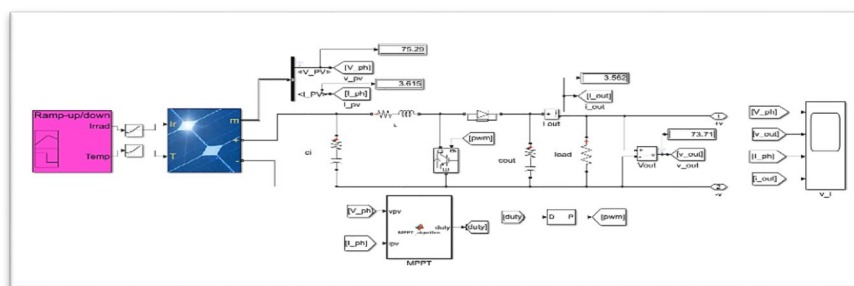 Ramp-up/down
Irrad
Temp
Ir
T
m
+
-
<V_PV>
75.29
[V_ph]
v_pv
<I_PV>
3.615
[I_ph]
i_pv
ci
L
[pwm]
cout
I out
3.562
[I_out]
i_out
load
73.71
Vout
[v_out]
v_out
1
2
[V_ph]
[v_out]
[I_ph]
[i_out]
v_i
[V_ph]
vpv
[I_ph]
ipv
duty
[duty]
MPPT
[duty]
D P
[pwm]